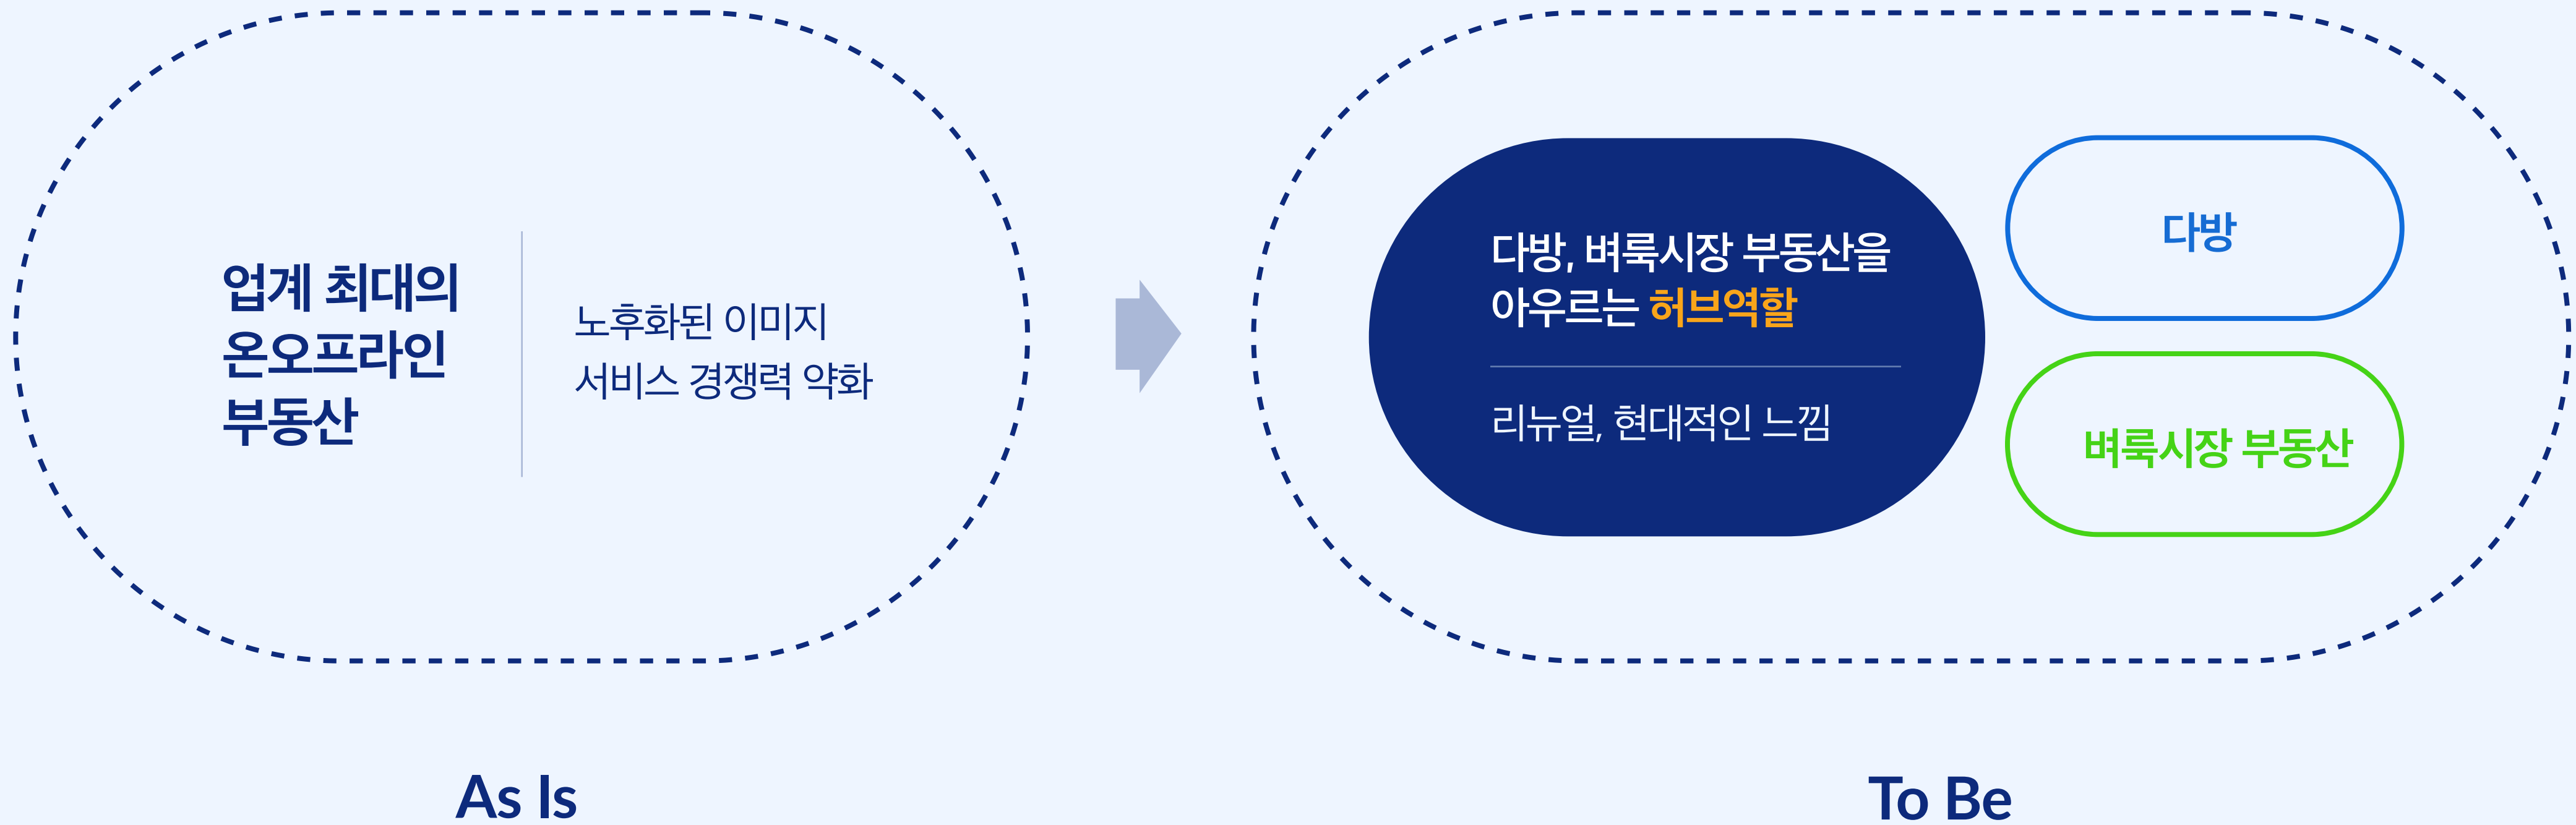 업계 최대의
온오프라인
부동산
노후화된 이미지
서비스 경쟁력 약화
As Is
다방, 벼룩시장 부동산을
아우르는 허브역할
리뉴얼, 현대적인 느낌
다방
벼룩시장 부동산
To Be